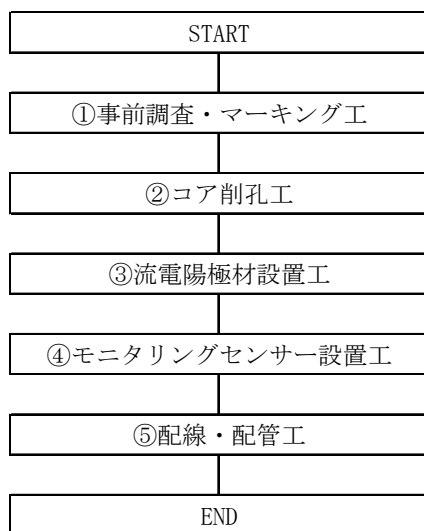 START
①事前調査・マーキング工
②コア削孔工
③流電陽極材設置工
④モニタリングセンサー設置工
⑤配線・配管工
END